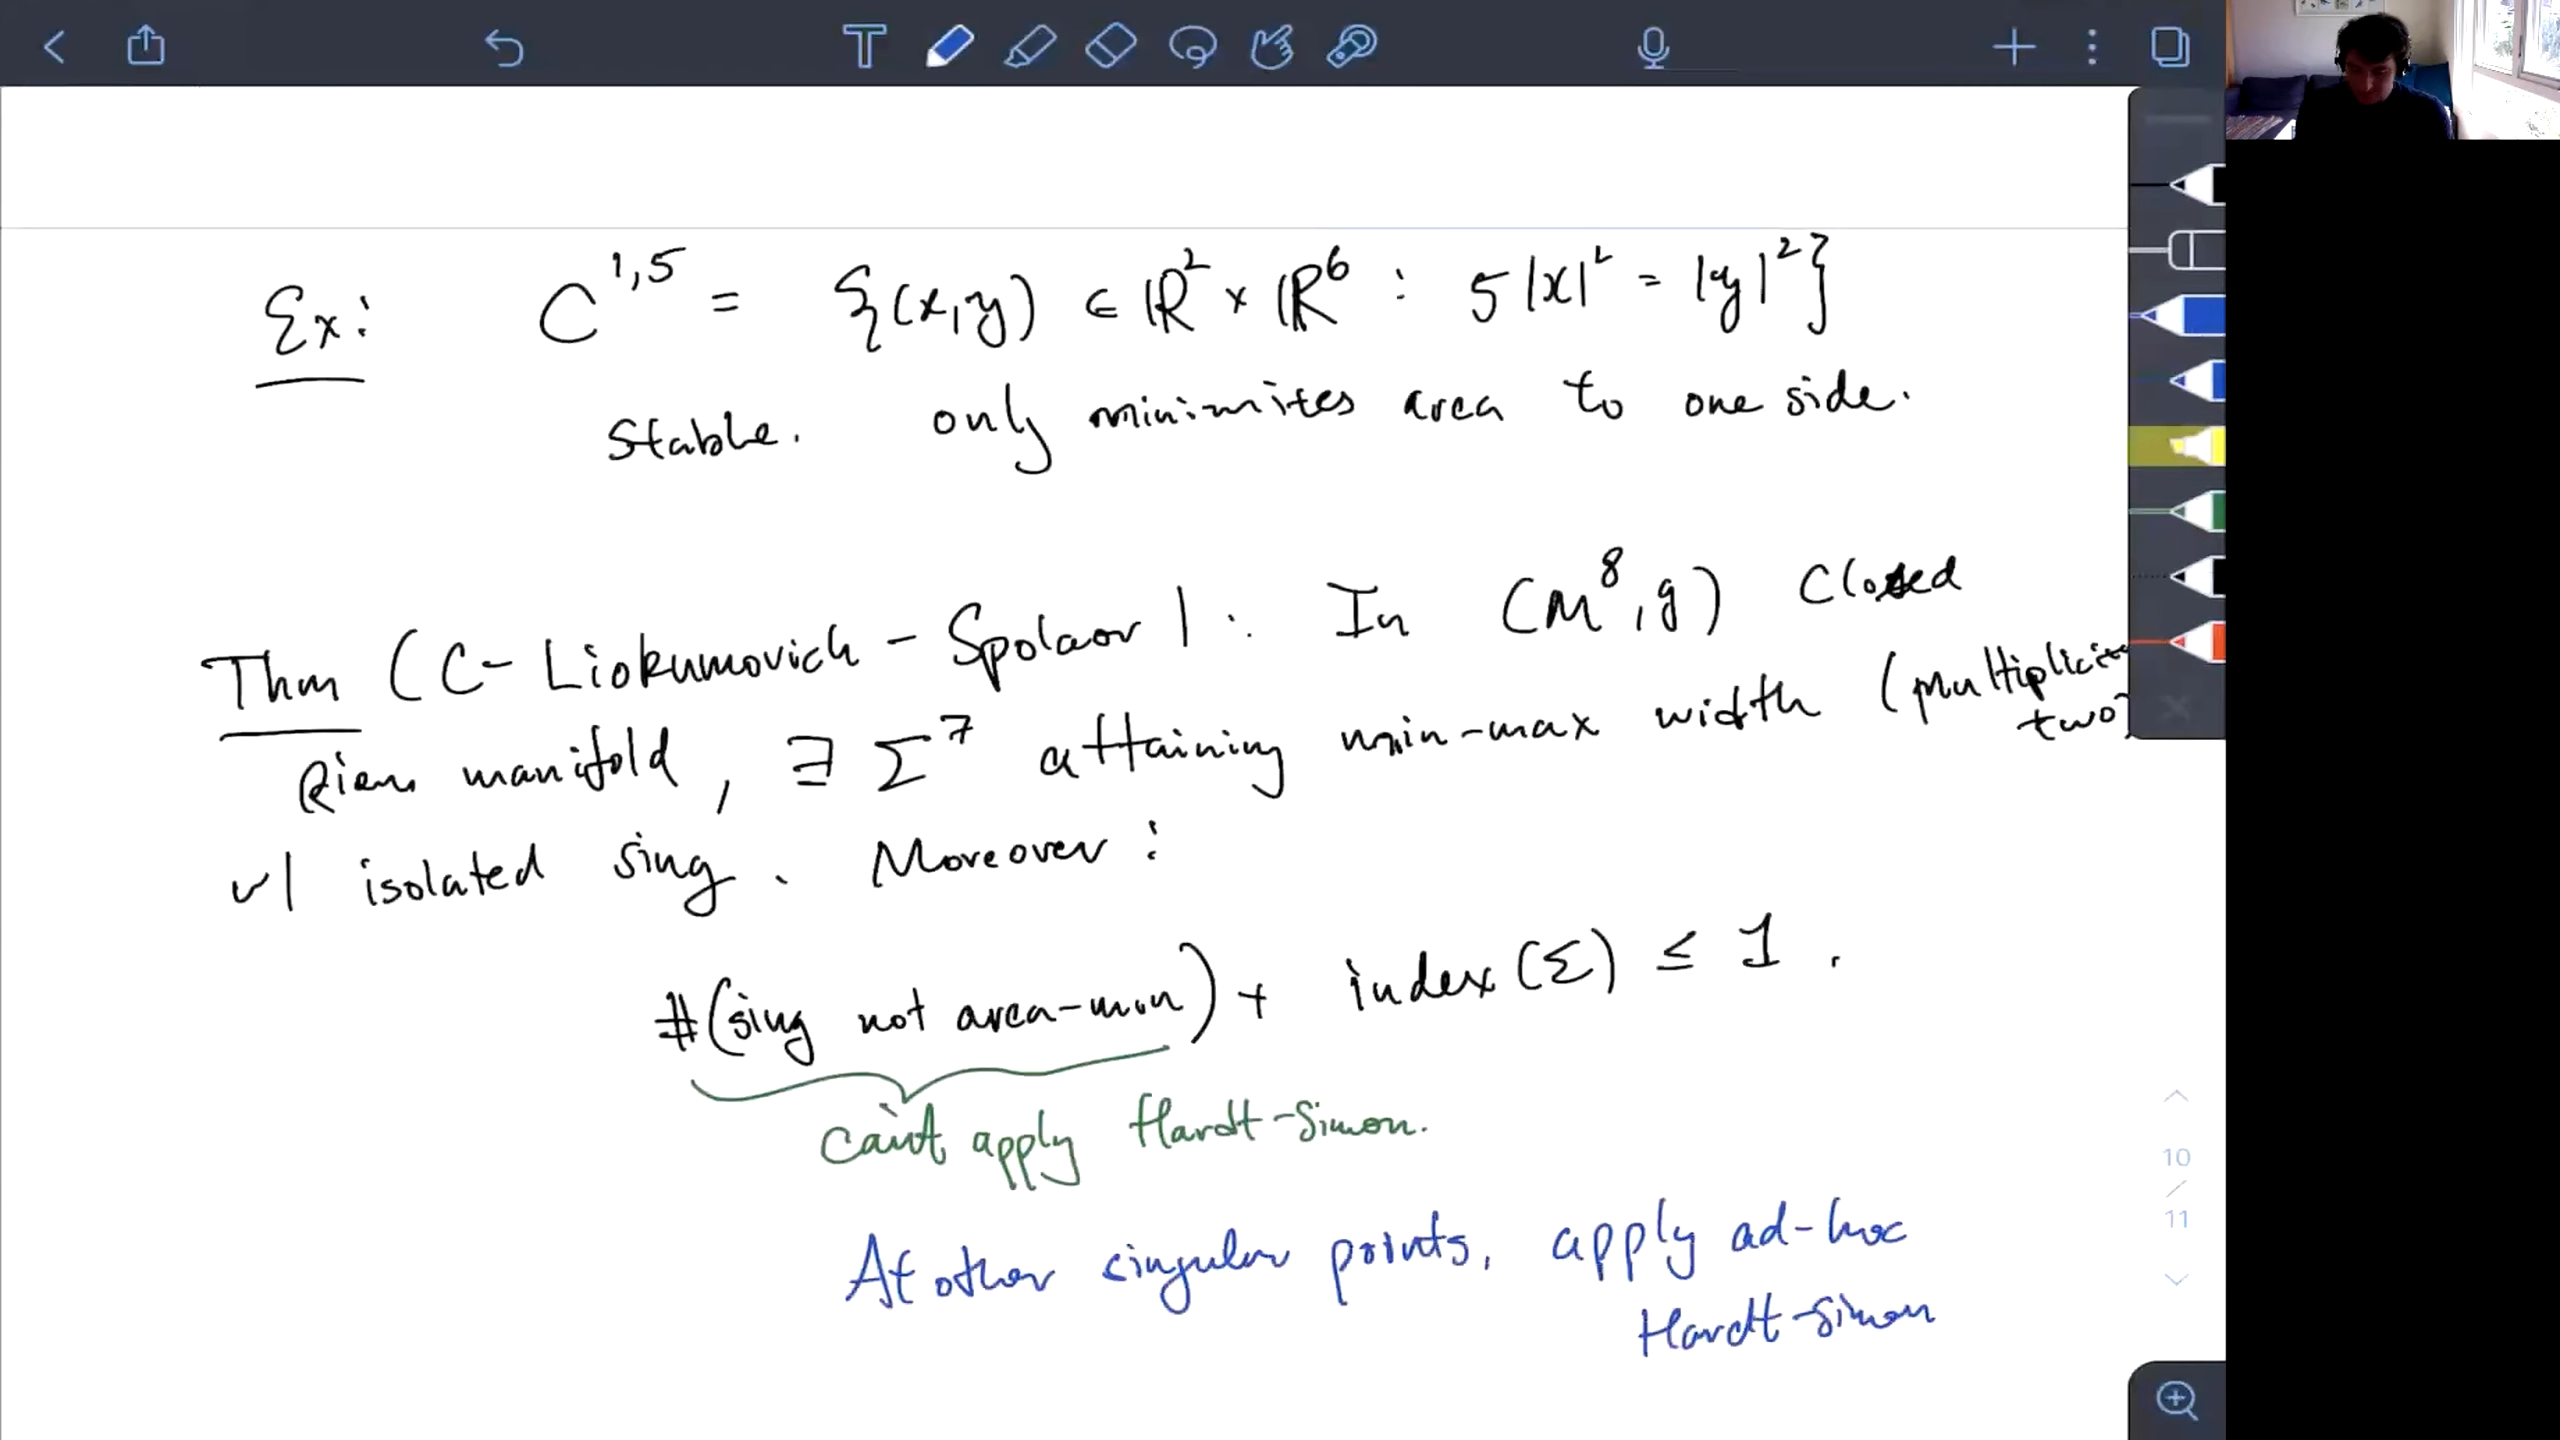 Ex: C^{1,5} = {(x,y) ∈ ℝ² × ℝ⁶ : 5|x|² = |y|²}
stable. only minimizes area to one side.
Thm (C- Liokumovich - Spolaor): In (M⁸, g) closed
Riem manifold, ∃ Σ⁷ attaining min-max width (multiplicity
two)
w/ isolated sing. Moreover:
#(sing not area-min) + index(Σ) ≤ 1.
can't apply Hardt-Simon.
At other singular points, apply ad-hoc
Hardt-Simon
T
10
/
11